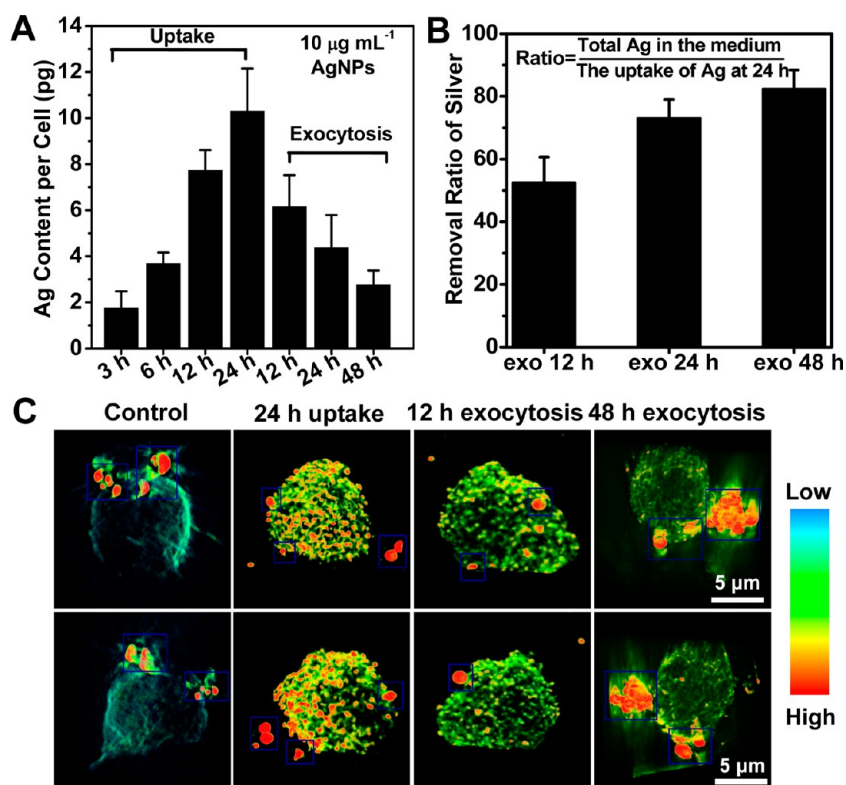 A
Ag Content per Cell (pg)
14
12
10
8
6
4
2
0
Uptake
10 µg mL⁻¹
AgNPs
Exocytosis
3 h
6 h
12 h
24 h
12 h
24 h
48 h
B
Removal Ratio of Silver
100
80
60
40
20
0
Ratio=Total Ag in the medium
The uptake of Ag at 24 h
exo 12 h
exo 24 h
exo 48 h
C
Control
24 h uptake
12 h exocytosis
48 h exocytosis
5 µm
5 µm
Low
High